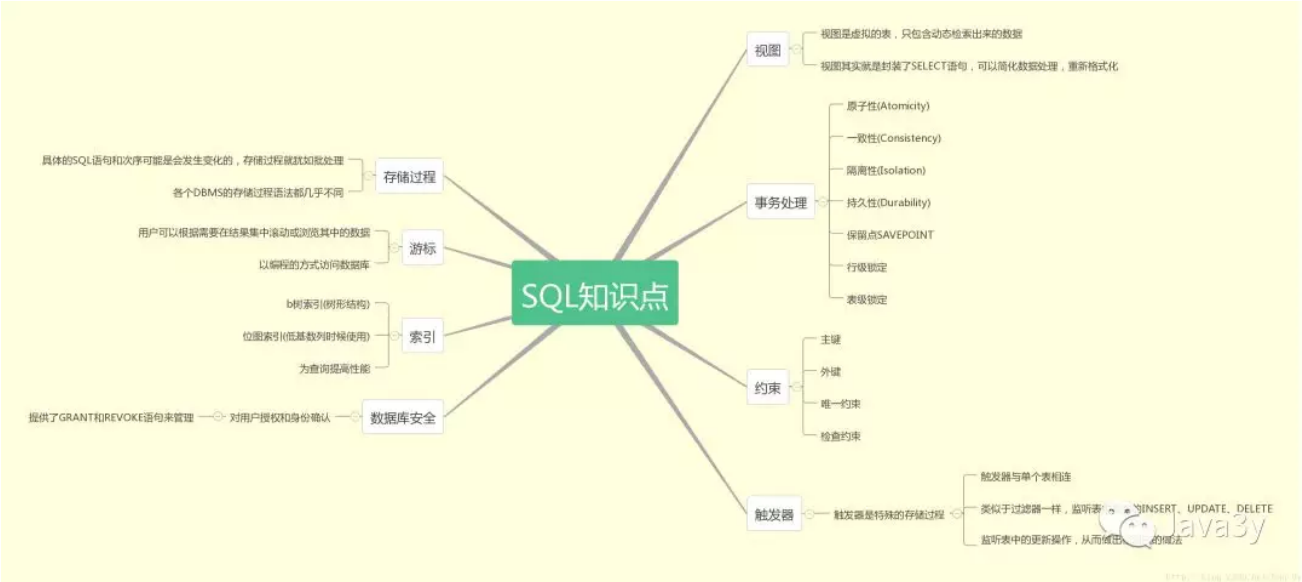 SQL知识点
视图
视图是虚拟的表，只包含动态检索出来的数据
视图其实就是封装了SELECT语句，可以简化数据处理，重新格式化
事务处理
原子性(Atomicity)
一致性(Consistency)
隔离性(Isolation)
持久性(Durability)
保留点SAVEPOINT
行级锁定
表级锁定
约束
主键
外键
唯一约束
检查约束
触发器
触发器是特殊的存储过程
触发器与单个表相连
类似于过滤器一样，监听表 INSERT、UPDATE、DELETE
监听表中的更新操作，从而做出 的做法
存储过程
具体的SQL语句和次序可能是会发生变化的，存储过程就犹如批处理
各个DBMS的存储过程语法都几乎不同
游标
用户可以根据需要在结果集中滚动或浏览其中的数据
以编程的方式访问数据库
索引
b树索引(树形结构)
位图索引(低基数列时候使用)
为查询提高性能
数据库安全
对用户授权和身份确认
提供了GRANT和REVOKE语句来管理
Java3y